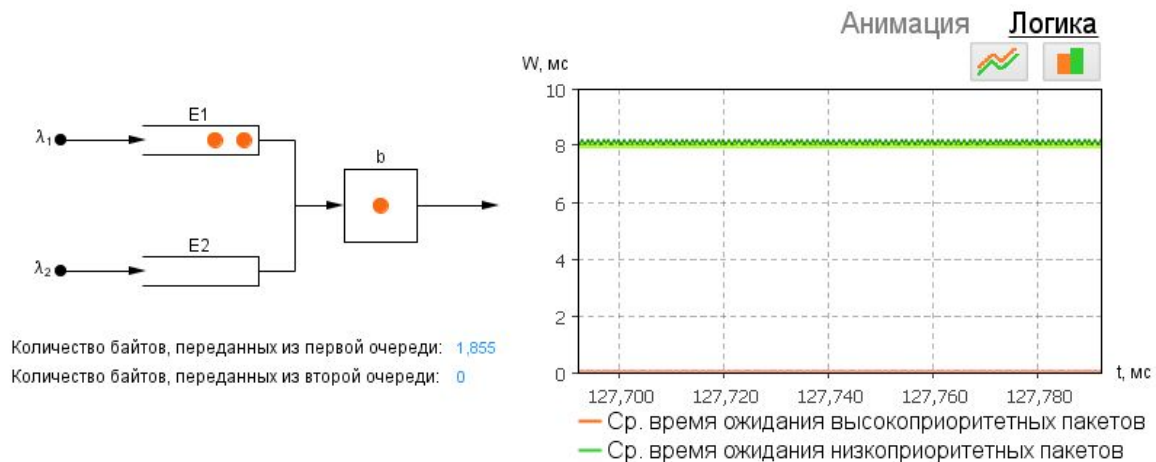 Анимация Логика
W, мс
10
8
6
4
2
0
127,700 127,720 127,740 127,760 127,780
t, мс
Ср. время ожидания высокоприоритетных пакетов
Ср. время ожидания низкоприоритетных пакетов
λ1
E1
b
λ2
E2
Количество байтов, переданных из первой очереди: 1,855
Количество байтов, переданных из второй очереди: 0